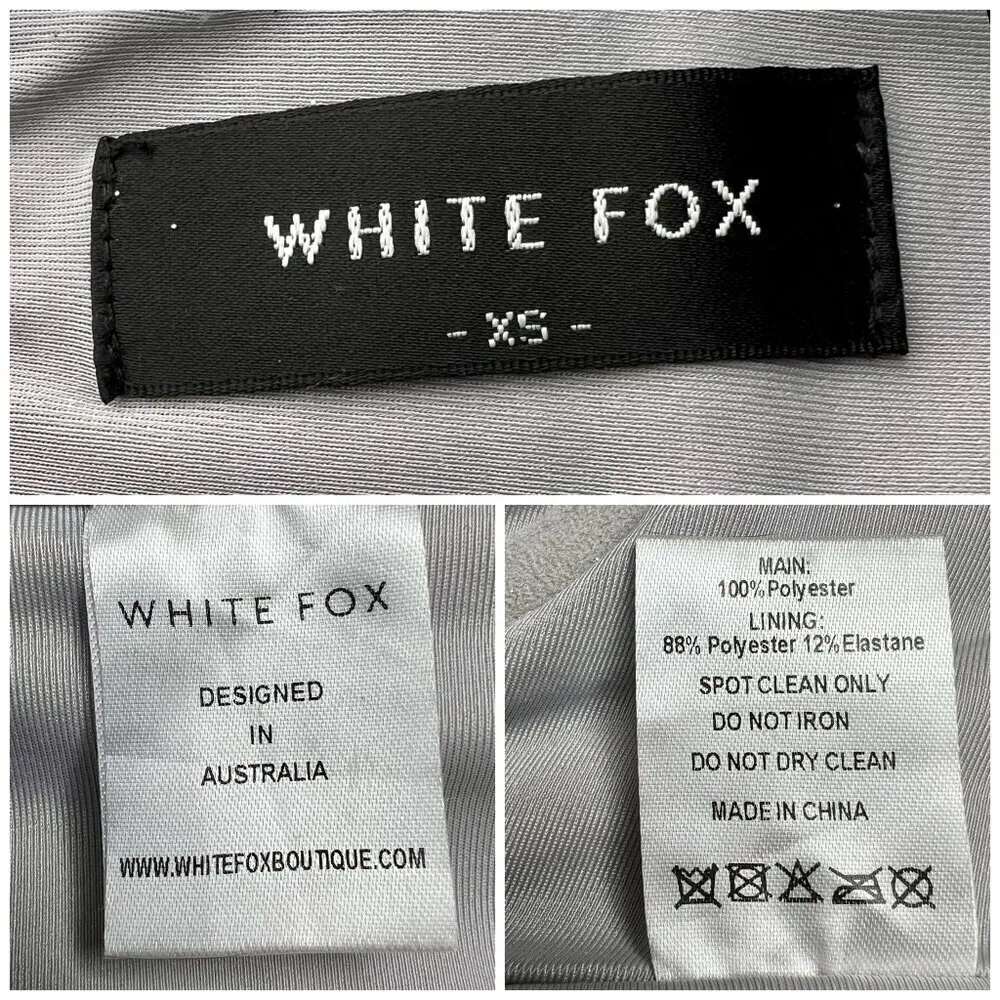 WHITE FOX
- XS -
WHITE FOX
DESIGNED
IN
AUSTRALIA
WWW.WHITEFOXBOUTIQUE.COM
MAIN:
100% Polyester
LINING:
88% Polyester 12% Elastane
SPOT CLEAN ONLY
DO NOT IRON
DO NOT DRY CLEAN
MADE IN CHINA